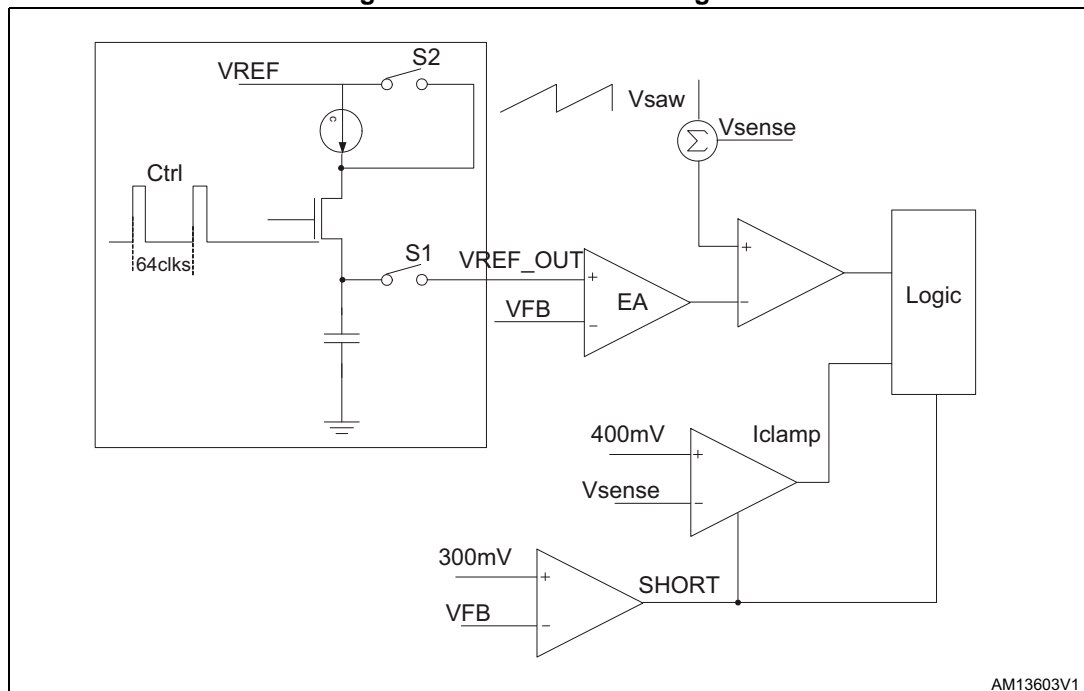 VREF
S2
c
Ctrl
64clks
S1
VREF_OUT
+
VFB
−
EA
Vsaw
Σ
Vsense
+
−
Logic
400mV
+
Iclamp
Vsense
−
300mV
+
SHORT
VFB
−
AM13603V1